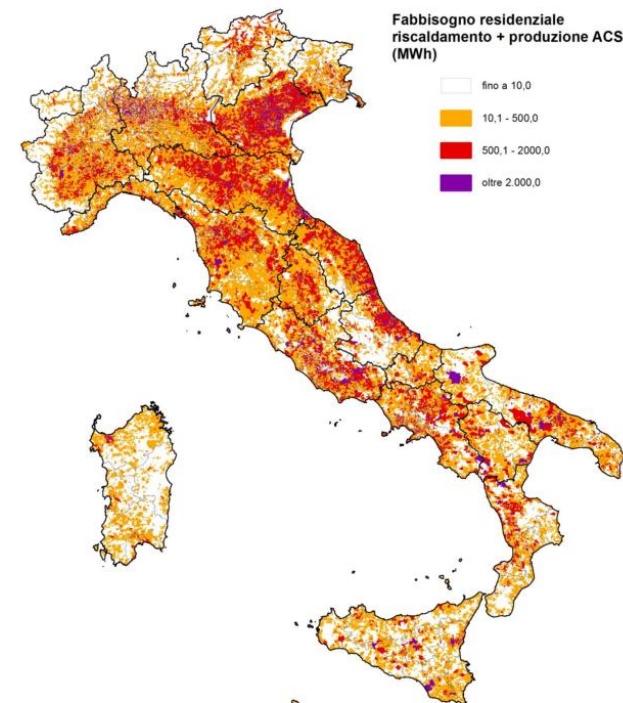 Fabbisogno residenziale
riscaldamento + produzione ACS
(MWh)
fino a 10,0
10,1 - 500,0
500,1 - 2000,0
oltre 2.000,0